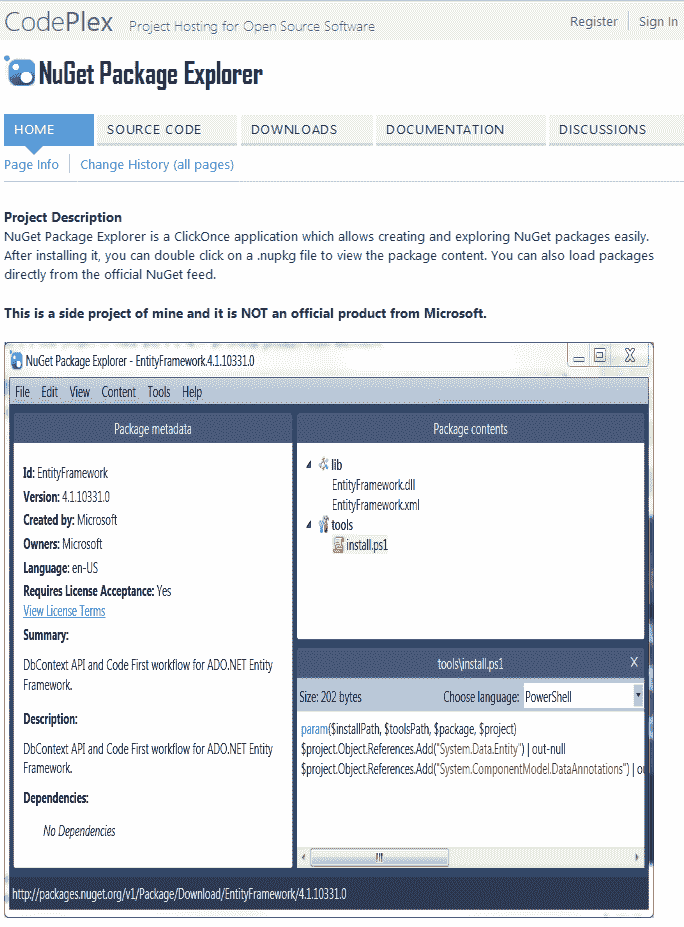 CodePlex Project Hosting for Open Source Software Register Sign In
NuGet Package Explorer
HOME SOURCE CODE DOWNLOADS DOCUMENTATION DISCUSSIONS
Page Info Change History (all pages)
Project Description
NuGet Package Explorer is a ClickOnce application which allows creating and exploring NuGet packages easily.
After installing it, you can double click on a .nupkg file to view the package content. You can also load packages
directly from the official NuGet feed.
This is a side project of mine and it is NOT an official product from Microsoft.
NuGet Package Explorer - EntityFramework.4.1.10331.0
File Edit View Content Tools Help
Package metadata
Id: EntityFramework
Version: 4.1.10331.0
Created by: Microsoft
Owners: Microsoft
Language: en-US
Requires License Acceptance: Yes
View License Terms
Summary:
DbContext API and Code First workflow for ADO.NET Entity
Framework.
Description:
DbContext API and Code First workflow for ADO.NET Entity
Framework.
Dependencies:
No Dependencies
Package contents
lib
EntityFramework.dll
EntityFramework.xml
tools
install.ps1
tools\install.ps1 X
Size: 202 bytes Choose language: PowerShell
param($installPath, $toolsPath, $package, $project)
$project.Object.References.Add("System.Data.Entity") | out-null
$project.Object.References.Add("System.ComponentModel.DataAnnotations") | o
http://packages.nuget.org/v1/Package/Download/EntityFramework/4.1.10331.0